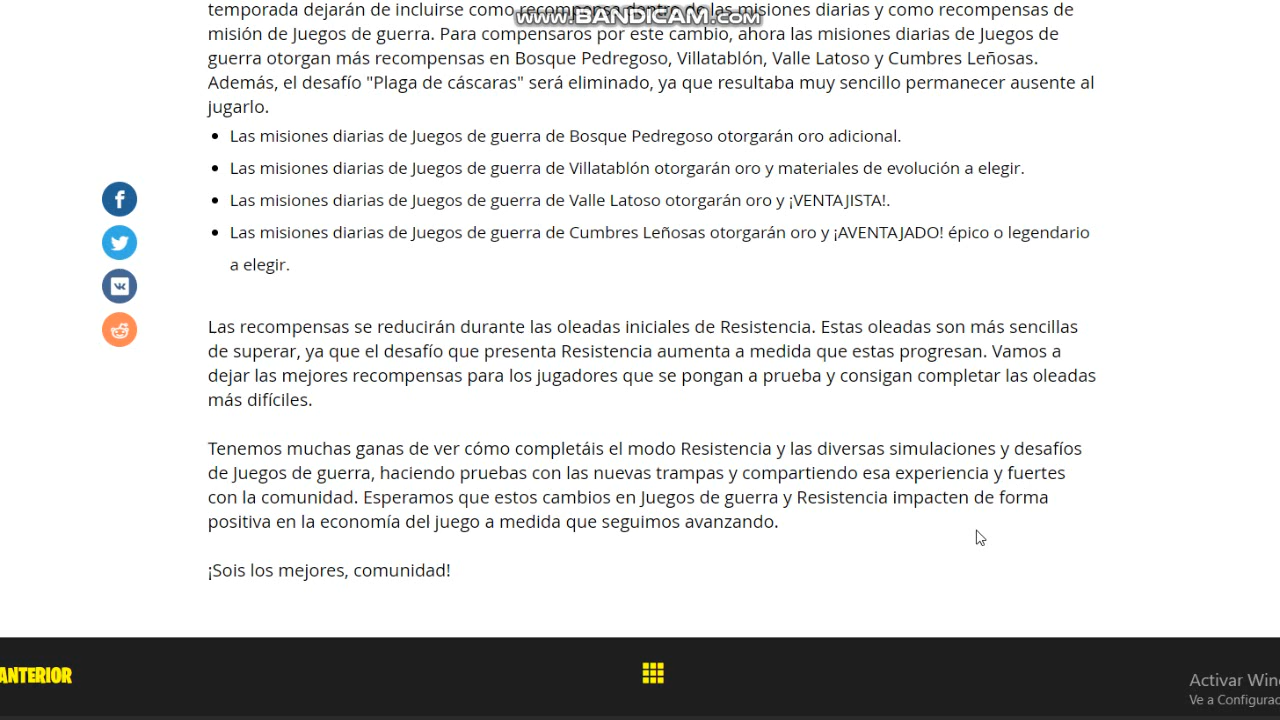 temporada dejarán de incluirse como recompensa dentro de las misiones diarias y como recompensas de
www.BANDICAM.com
misión de Juegos de guerra. Para compensaros por este cambio, ahora las misiones diarias de Juegos de
guerra otorgan más recompensas en Bosque Pedregoso, Villatablón, Valle Latoso y Cumbres Leñosas.
Además, el desafío "Plaga de cáscaras" será eliminado, ya que resultaba muy sencillo permanecer ausente al
jugarlo.
Las misiones diarias de Juegos de guerra de Bosque Pedregoso otorgarán oro adicional.
Las misiones diarias de Juegos de guerra de Villatablón otorgarán oro y materiales de evolución a elegir.
Las misiones diarias de Juegos de guerra de Valle Latoso otorgarán oro y ¡VENTAJISTA!.
Las misiones diarias de Juegos de guerra de Cumbres Leñosas otorgarán oro y ¡AVENTAJADO! épico o legendario
a elegir.
Las recompensas se reducirán durante las oleadas iniciales de Resistencia. Estas oleadas son más sencillas
de superar, ya que el desafío que presenta Resistencia aumenta a medida que estas progresan. Vamos a
dejar las mejores recompensas para los jugadores que se pongan a prueba y consigan completar las oleadas
más difíciles.
Tenemos muchas ganas de ver cómo completáis el modo Resistencia y las diversas simulaciones y desafíos
de Juegos de guerra, haciendo pruebas con las nuevas trampas y compartiendo esa experiencia y fuertes
con la comunidad. Esperamos que estos cambios en Juegos de guerra y Resistencia impacten de forma
positiva en la economía del juego a medida que seguimos avanzando.
¡Sois los mejores, comunidad!
ANTERIOR
Activar Win
Ve a Configurac